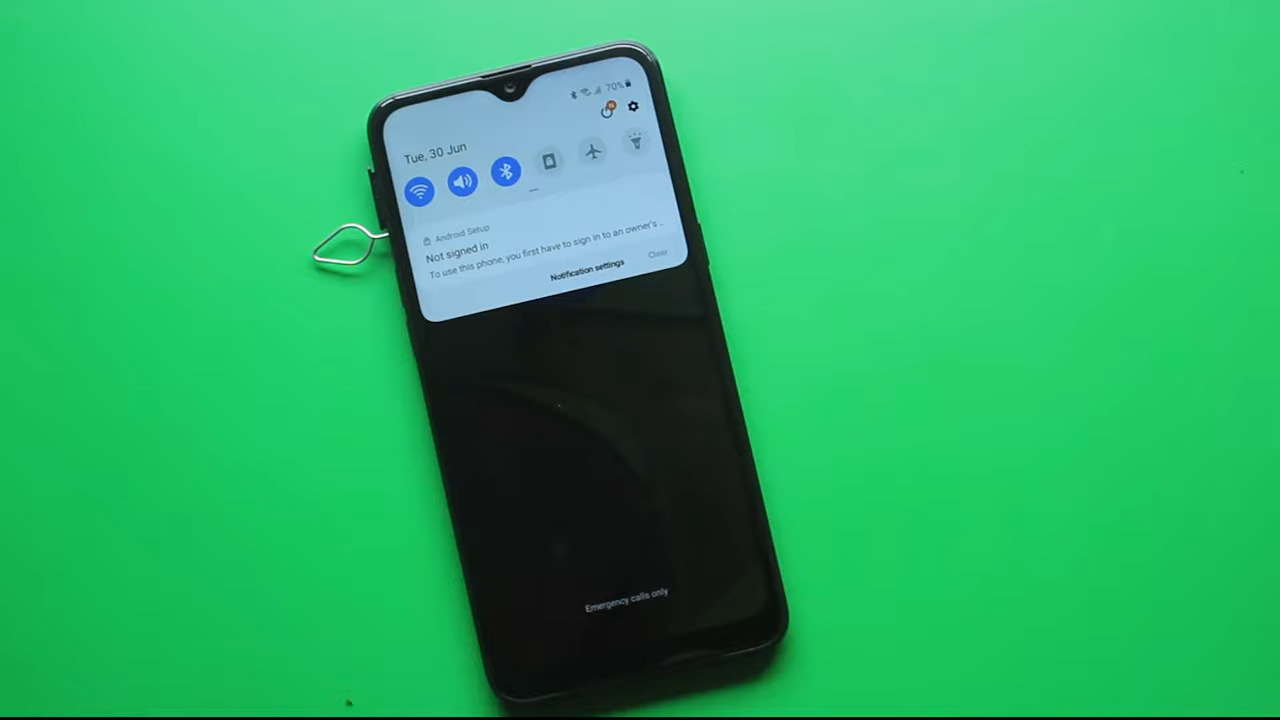 70%
N
Tue, 30 Jun
Android Setup
Not signed in
To use this phone, you first have to sign in to an owner's ..
Notification settings
Clear
Emergency calls only